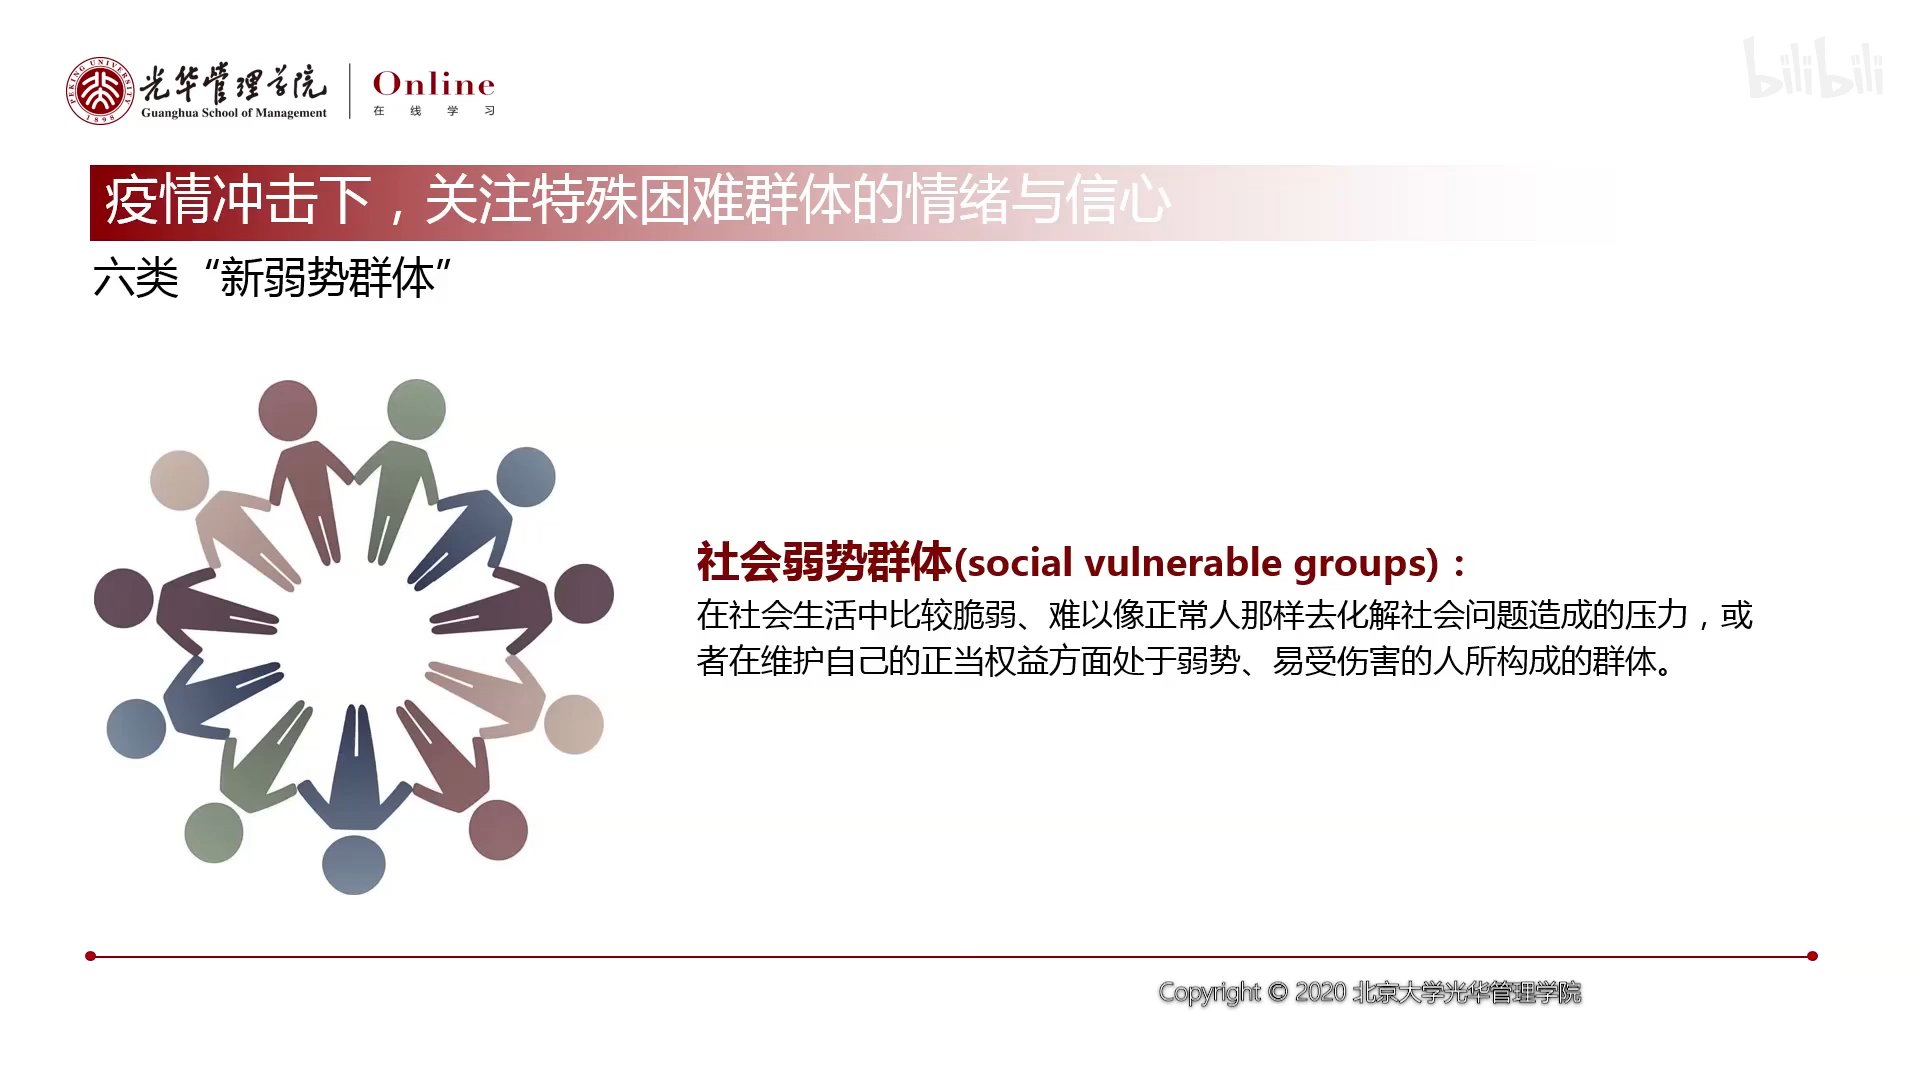 PEKING UNIVERSITY
1898
光华管理学院
Guanghua School of Management
Online
在线学习
bilibili
疫情冲击下，关注特殊困难群体的情绪与信心
六类“新弱势群体”
社会弱势群体(social vulnerable groups)：
在社会生活中比较脆弱、难以像正常人那样去化解社会问题造成的压力，或
者在维护自己的正当权益方面处于弱势、易受伤害的人所构成的群体。
Copyright © 2020 北京大学光华管理学院